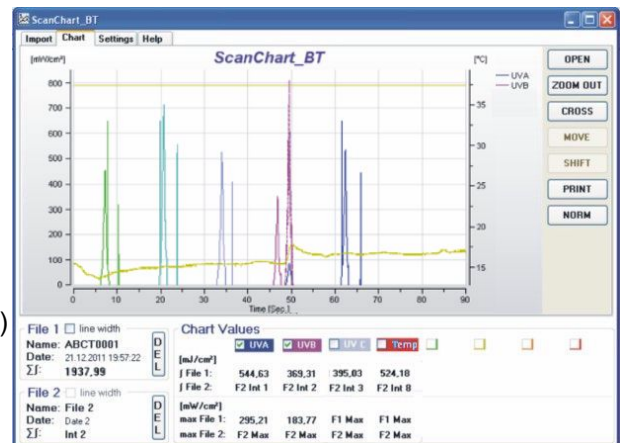 ScanChart_BT
Import Chart Settings Help
[mW/cm²] ScanChart_BT [°C]
UVA
UVB
800
700
600
500
400
300
200
100
0
35
30
25
20
15
0 10 20 30 40 50 60 70 80 90
Time [Sec.]
OPEN
ZOOM OUT
CROSS
MOVE
SHIFT
PRINT
NORM
)
File 1 line width
Name: ABCT0001
Date: 21.12.2011 19:57:22
Σ∫: 1937,99
DEL
File 2 line width
Name: File 2
Date: Date 2
Σ∫: Int 2
DEL
Chart Values
UVA UVB UV C Temp
[mJ/cm²]
∫ File 1: 544,63 369,31 395,03 524,18
∫ File 2: F2 Int 1 F2 Int 2 F2 Int 3 F2 Int 8
[mW/cm²]
max File 1: 295,21 183,77 F1 Max F1 Max
max File 2: F2 Max F2 Max F2 Max F2 Max